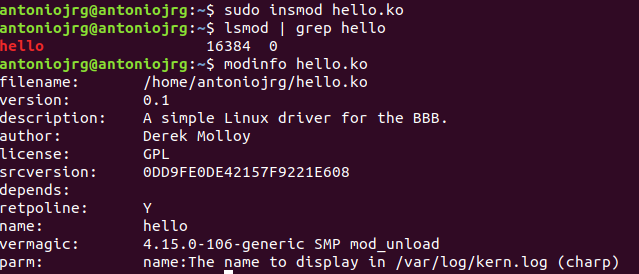 antoniojrg@antoniojrg:~$ sudo insmod hello.ko
antoniojrg@antoniojrg:~$ lsmod | grep hello
hello                  16384  0
antoniojrg@antoniojrg:~$ modinfo hello.ko
filename:       /home/antoniojrg/hello.ko
version:        0.1
description:    A simple Linux driver for the BBB.
author:         Derek Molloy
license:        GPL
srcversion:     0DD9FE0DE42157F9221E608
depends:
retpoline:      Y
name:           hello
vermagic:       4.15.0-106-generic SMP mod_unload
parm:           name:The name to display in /var/log/kern.log (charp)